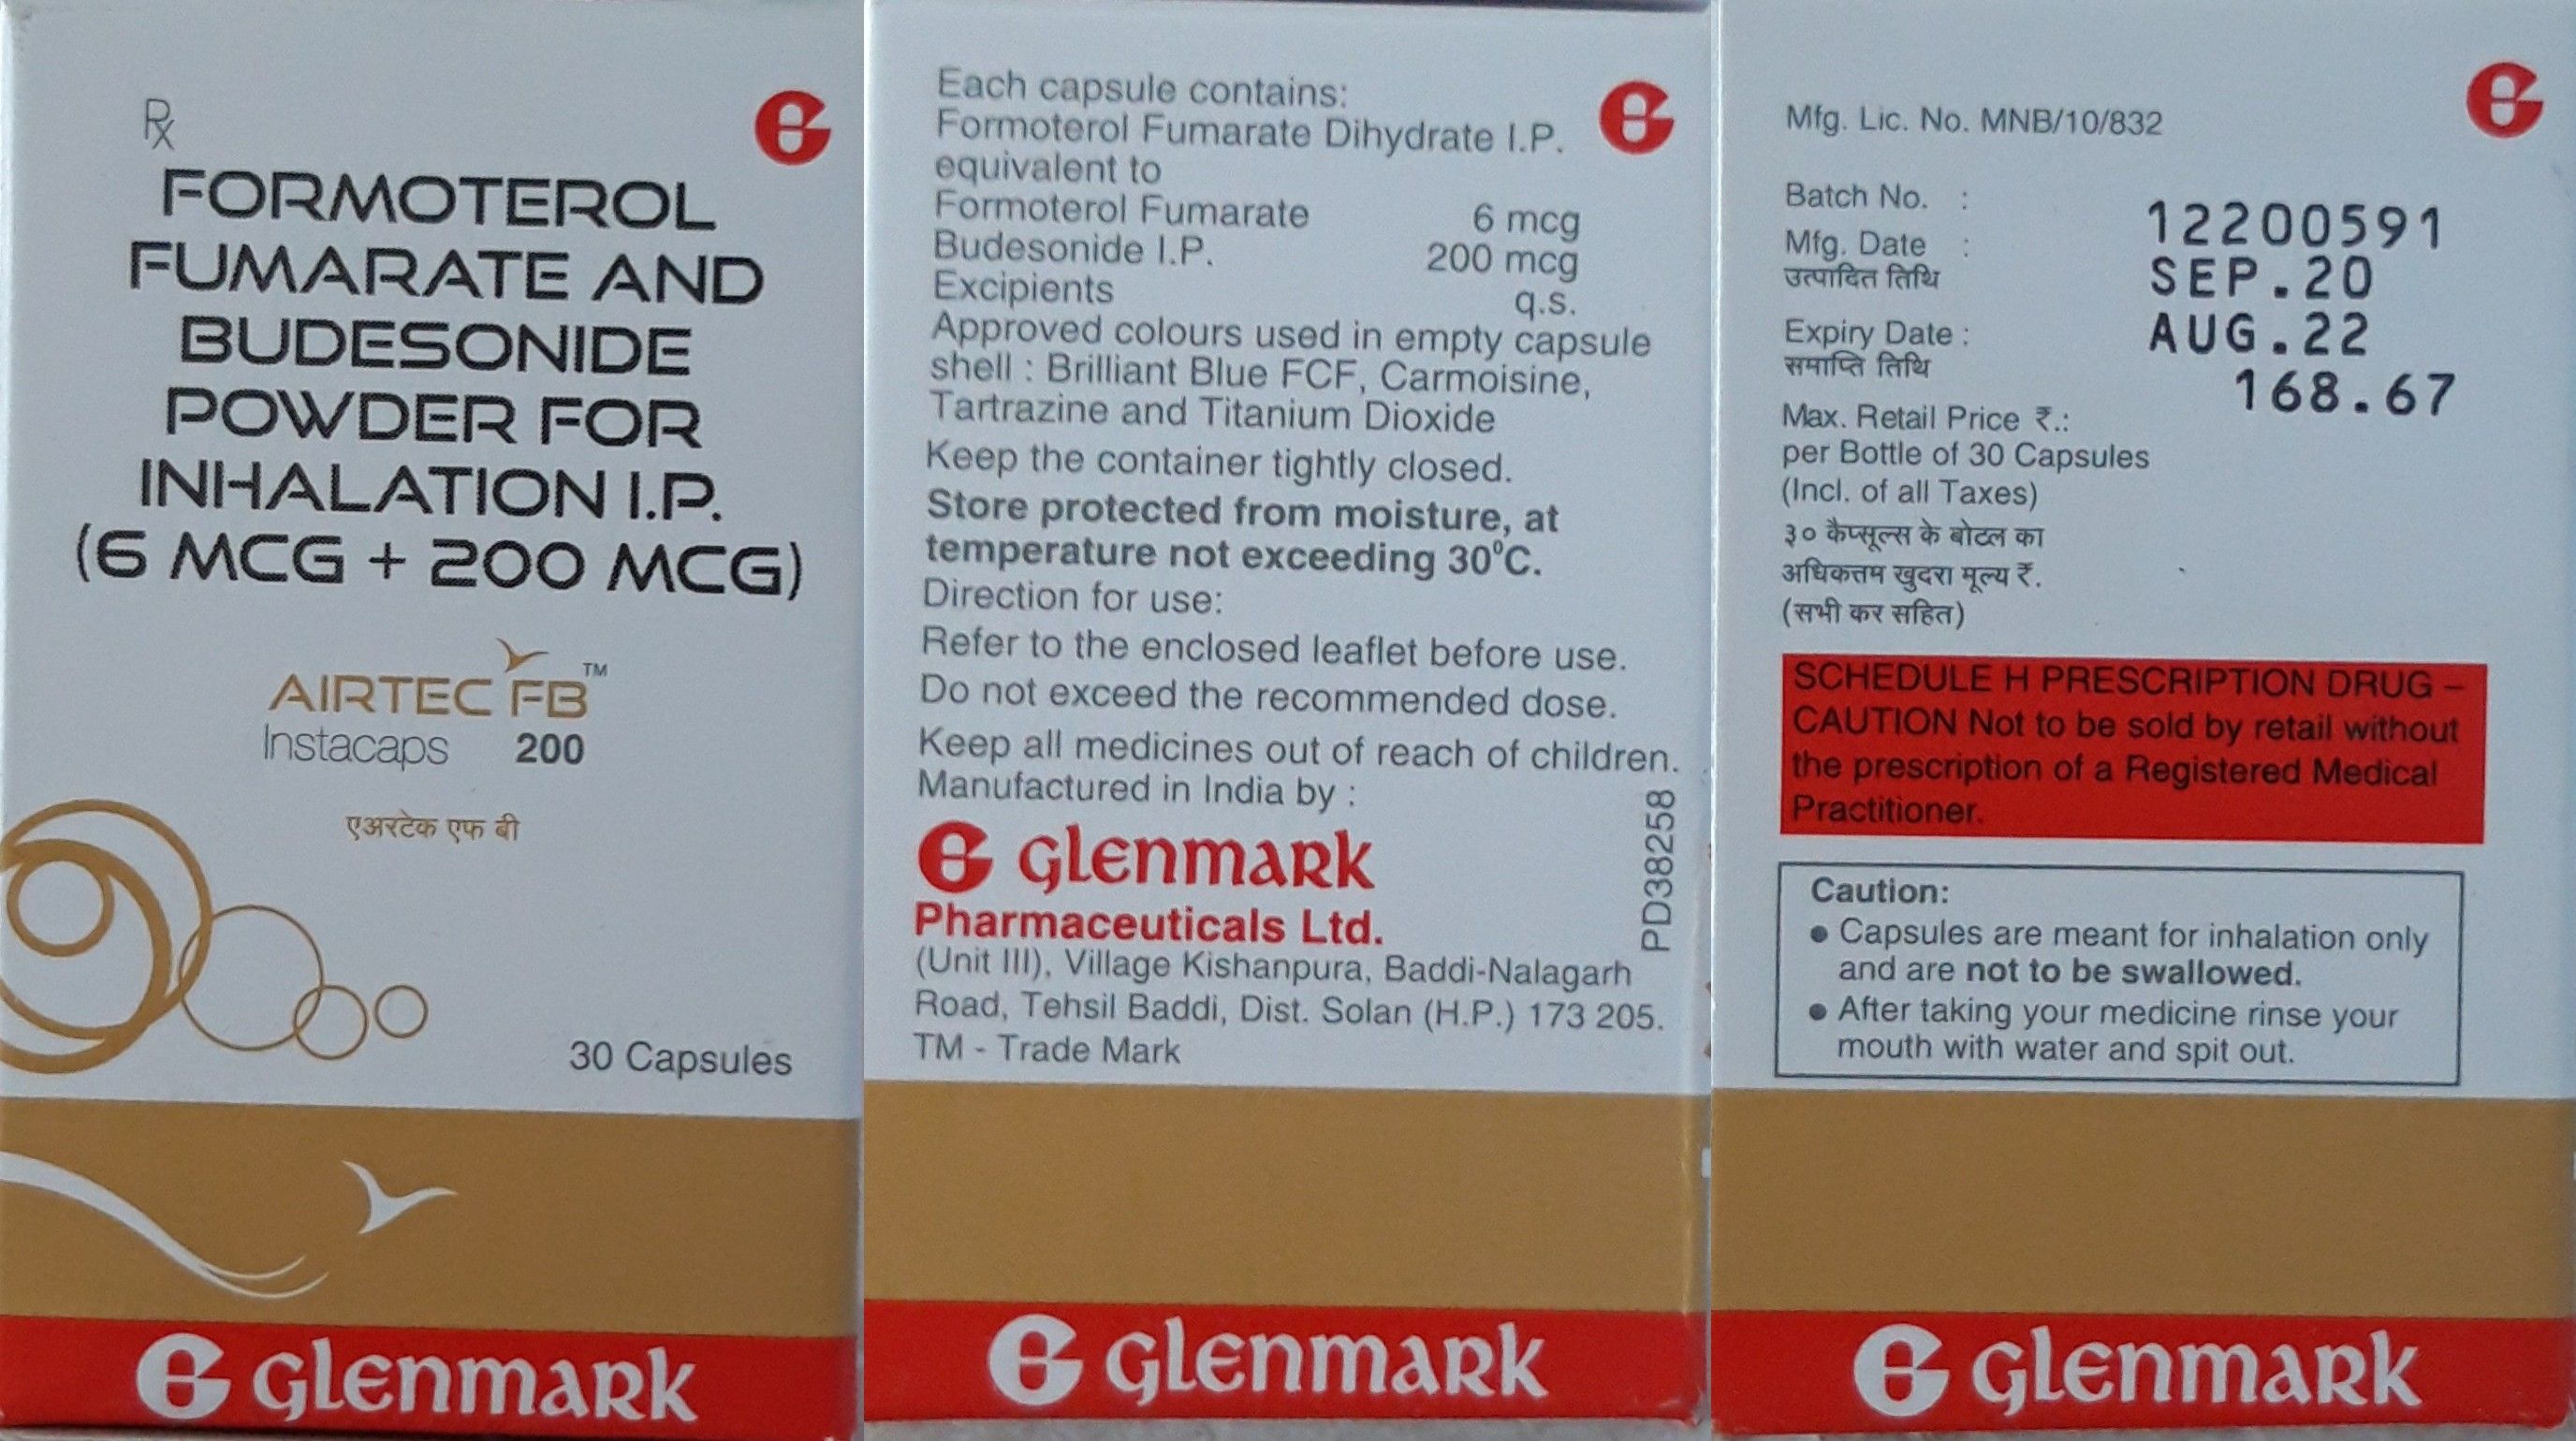 Rx
FORMOTEROL
FUMARATE AND
BUDESONIDE
POWDER FOR
INHALATION I.P.
(6 MCG + 200 MCG)
AIRTEC FB™
Instacaps 200
एअरटेक एफ बी
30 Capsules
GLENMARK
Each capsule contains:
Formoterol Fumarate Dihydrate I.P.
equivalent to
Formoterol Fumarate 6 mcg
Budesonide I.P. 200 mcg
Excipients q.s.
Approved colours used in empty capsule
shell : Brilliant Blue FCF, Carmoisine,
Tartrazine and Titanium Dioxide
Keep the container tightly closed.
Store protected from moisture, at
temperature not exceeding 30°C.
Direction for use:
Refer to the enclosed leaflet before use.
Do not exceed the recommended dose.
Keep all medicines out of reach of children.
Manufactured in India by :
GLENMARK
Pharmaceuticals Ltd.
(Unit III), Village Kishanpura, Baddi-Nalagarh
Road, Tehsil Baddi, Dist. Solan (H.P.) 173 205.
TM - Trade Mark
PD38258
GLENMARK
Mfg. Lic. No. MNB/10/832
Batch No. : 12200591
Mfg. Date : SEP.20
उत्पादित तिथि
Expiry Date : AUG.22
समाप्ति तिथि
Max. Retail Price ₹.: 168.67
per Bottle of 30 Capsules
(Incl. of all Taxes)
३० कैप्सूल्स के बोटल का
अधिकतम खुदरा मूल्य ₹.
(सभी कर सहित)
SCHEDULE H PRESCRIPTION DRUG –
CAUTION Not to be sold by retail without
the prescription of a Registered Medical
Practitioner.
Caution:
● Capsules are meant for inhalation only
and are not to be swallowed.
● After taking your medicine rinse your
mouth with water and spit out.
GLENMARK